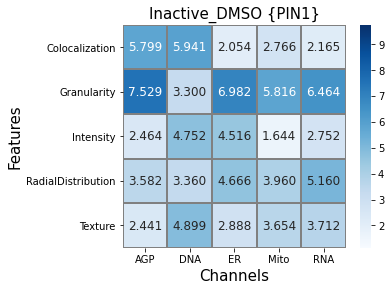 Inactive_DMSO {PIN1}
Features
Colocalization 5.799 5.941 2.054 2.766 2.165
Granularity 7.529 3.300 6.982 5.816 6.464
Intensity 2.464 4.752 4.516 1.644 2.752
RadialDistribution 3.582 3.360 4.666 3.960 5.160
Texture 2.441 4.899 2.888 3.654 3.712
AGP DNA ER Mito RNA
Channels
9
8
7
6
5
4
3
2